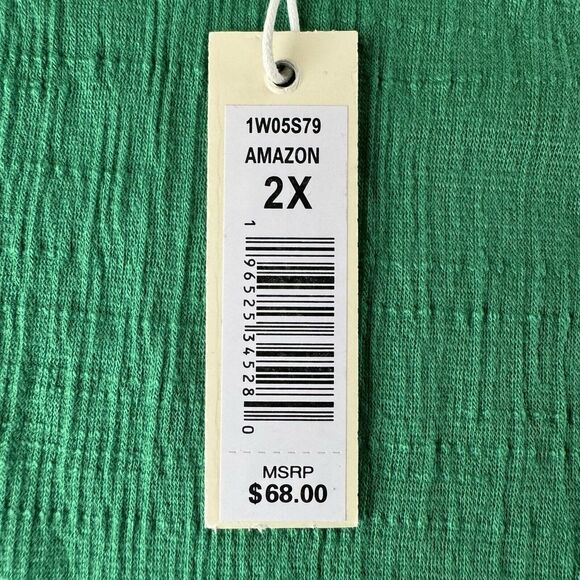 1W05S79
AMAZON
2X
1 96525 34528 0
MSRP
$68.00